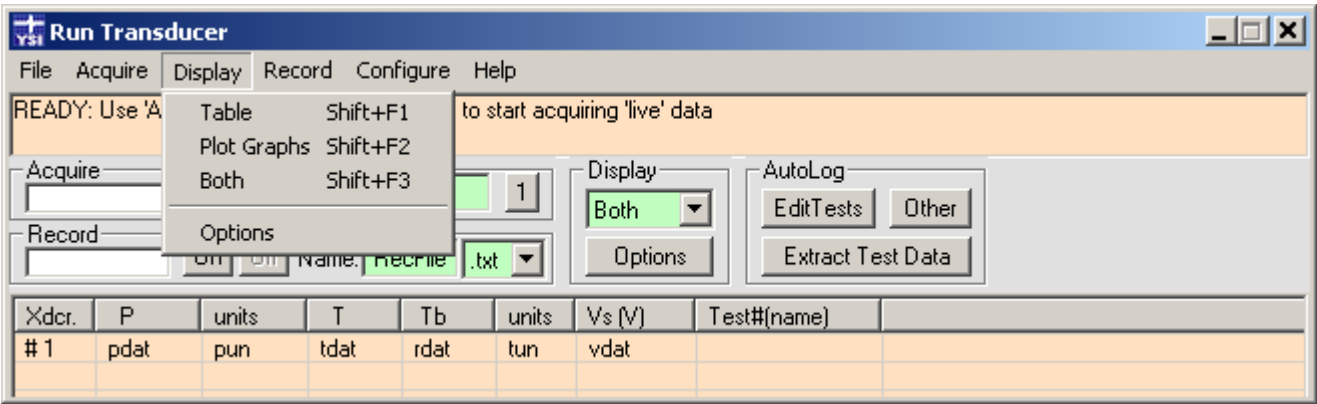 YSI Run Transducer
File Acquire Display Record Configure Help
READY: Use 'A to start acquiring 'live' data
Table Shift+F1
Plot Graphs Shift+F2
Both Shift+F3
Options
Acquire
1
Record
Name: RecFile .txt
Display
Both
Options
AutoLog
EditTests Other
Extract Test Data
Xdcr. P units T Tb units Vs (V) Test#(name)
# 1 pdat pun tdat rdat tun vdat